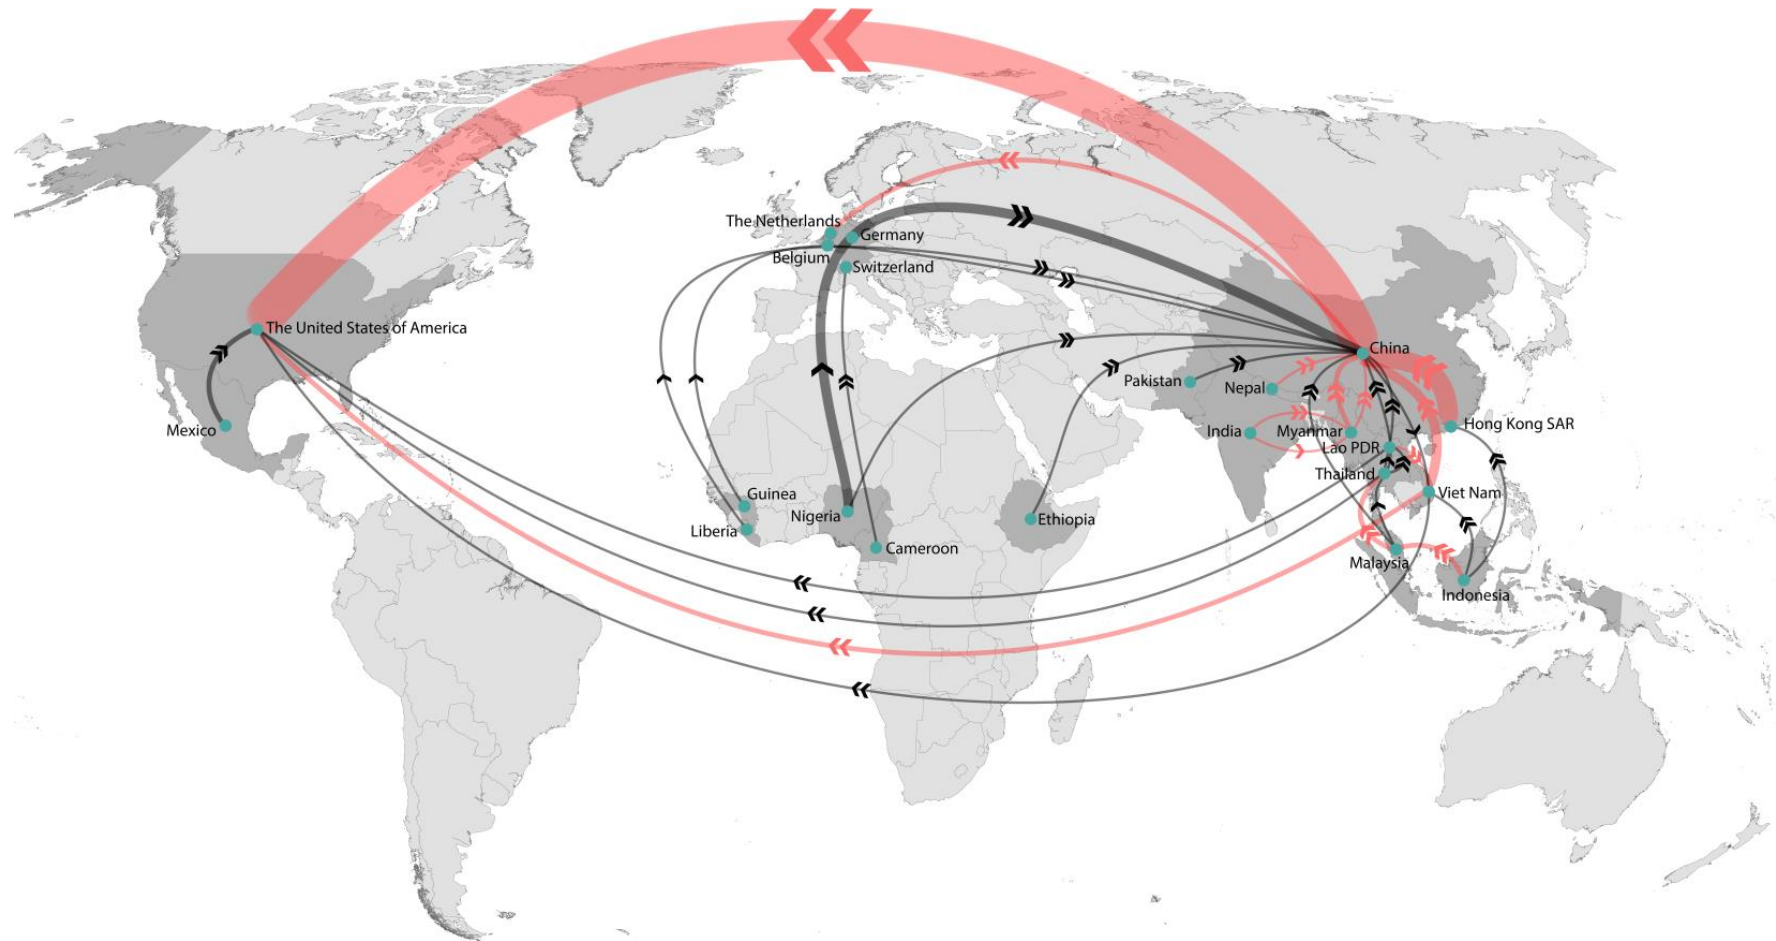 The Netherlands
Germany
Belgium
Switzerland
The United States of America
China
Pakistan
Nepal
Mexico
India
Myanmar
Hong Kong SAR
Lao PDR
Thailand
Guinea
Viet Nam
Liberia
Nigeria
Ethiopia
Cameroon
Malaysia
Indonesia